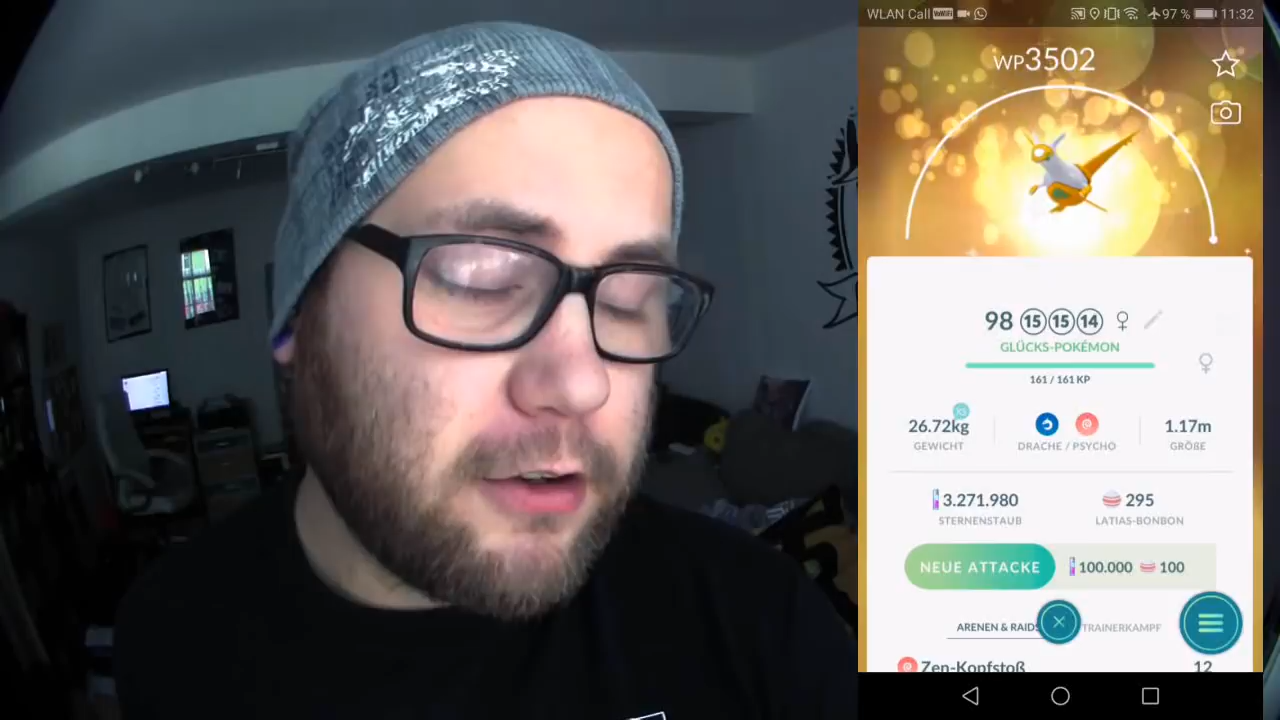 WLAN Call VoWiFi 97 % 11:32
WP3502
98 15 15 14
GLÜCKS-POKÉMON
161 / 161 KP
XS
26.72kg 1.17m
GEWICHT DRACHE / PSYCHO GRÖSSE
3.271.980 295
STERNENSTAUB LATIAS-BONBON
NEUE ATTACKE 100.000 100
ARENEN & RAIDS TRAINERKAMPF
Zen-Kopfstoß 12